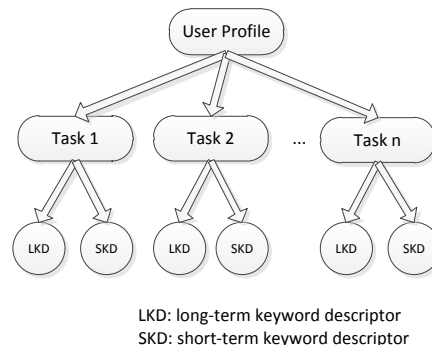 User Profile
Task 1 Task 2 ... Task n
LKD SKD LKD SKD LKD SKD
LKD: long-term keyword descriptor
SKD: short-term keyword descriptor